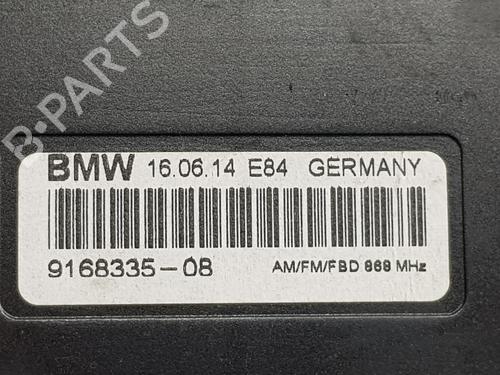 B-PARTS
BMW 16.06.14 E84 GERMANY
9168335-08 AM/FM/FBD 868 MHz